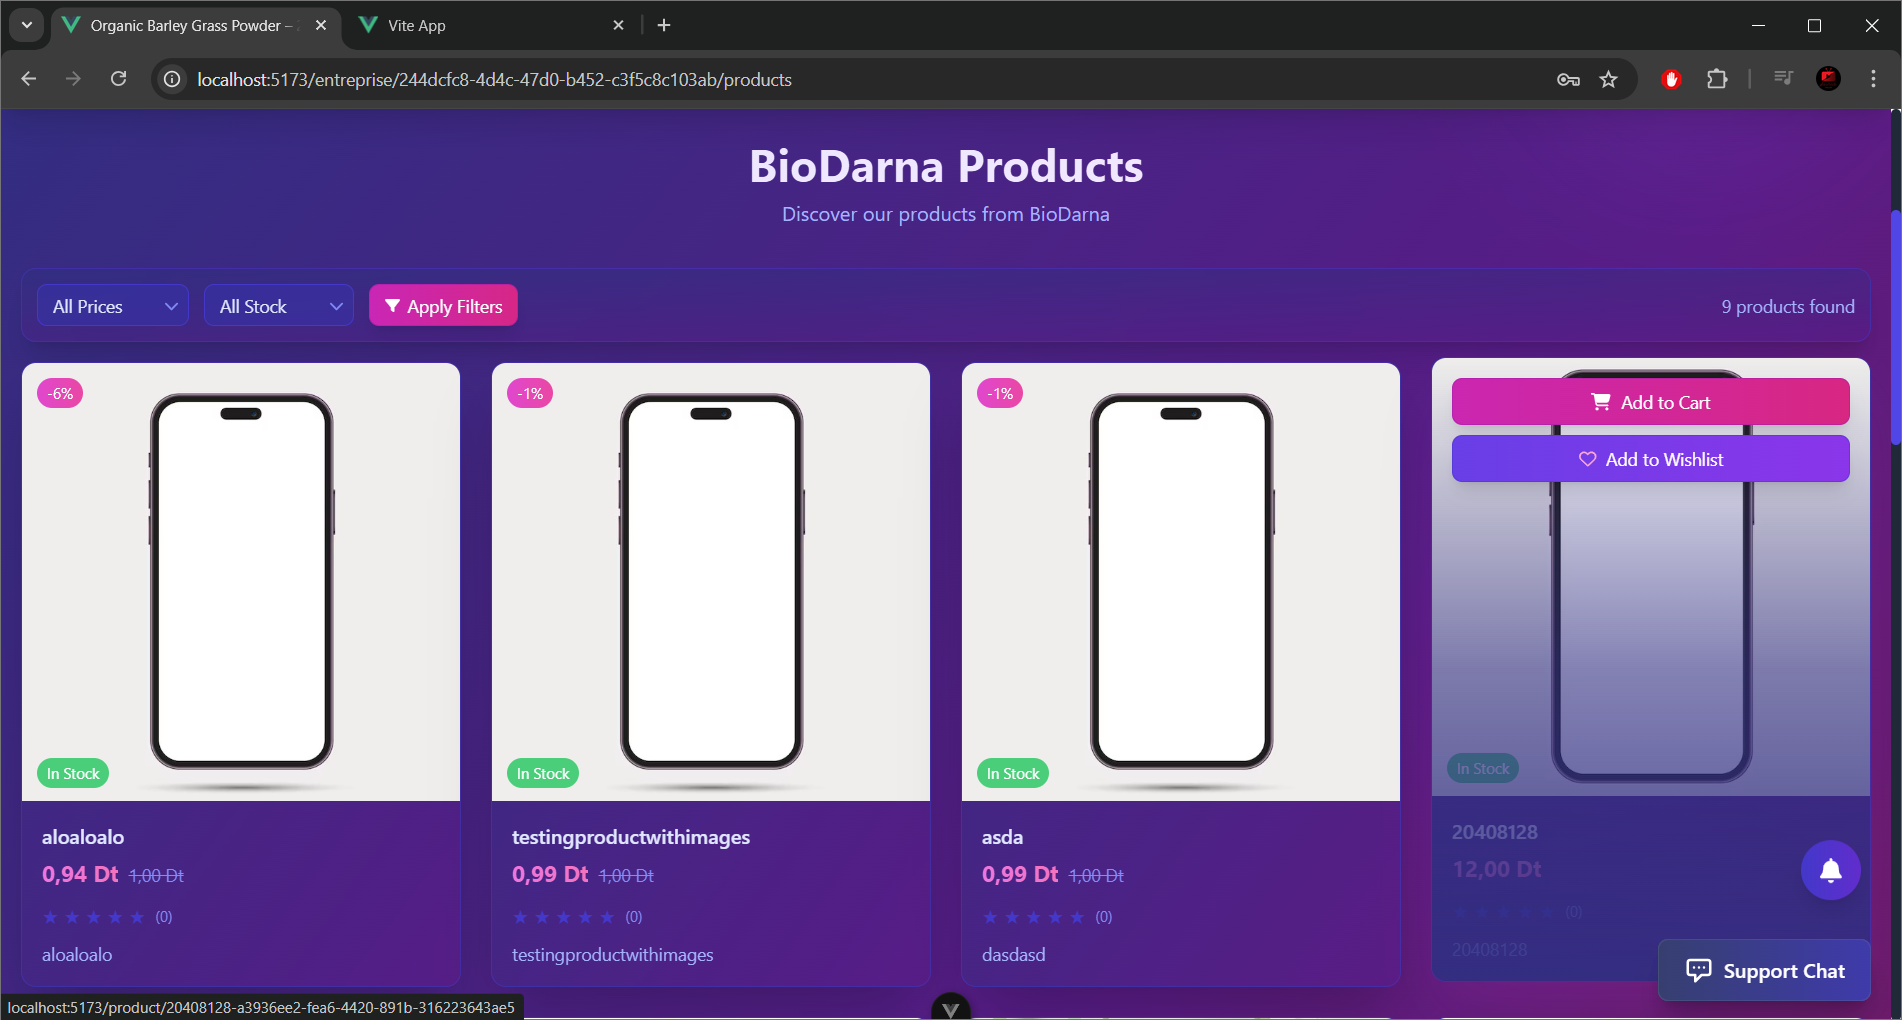 Organic Barley Grass Powder –
Vite App
localhost:5173/entreprise/244dcfc8-4d4c-47d0-b452-c3f5c8c103ab/products
BioDarna Products
Discover our products from BioDarna
All Prices
All Stock
Apply Filters
9 products found
-6%
-1%
-1%
Add to Cart
Add to Wishlist
In Stock
In Stock
In Stock
In Stock
aloaloalo
0,94 Dt 1,00 Dt
(0)
aloaloalo
testingproductwithimages
0,99 Dt 1,00 Dt
(0)
testingproductwithimages
asda
0,99 Dt 1,00 Dt
(0)
dasdasd
20408128
12,00 Dt
(0)
20408128
Support Chat
localhost:5173/product/20408128-a3936ee2-fea6-4420-891b-316223643ae5